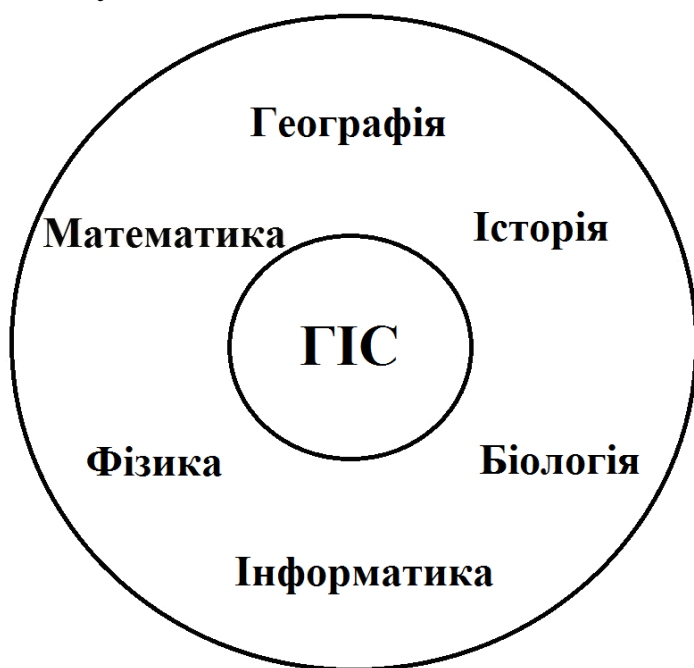 Географія
Математика
Історія
ГІС
Фізика
Біологія
Інформатика